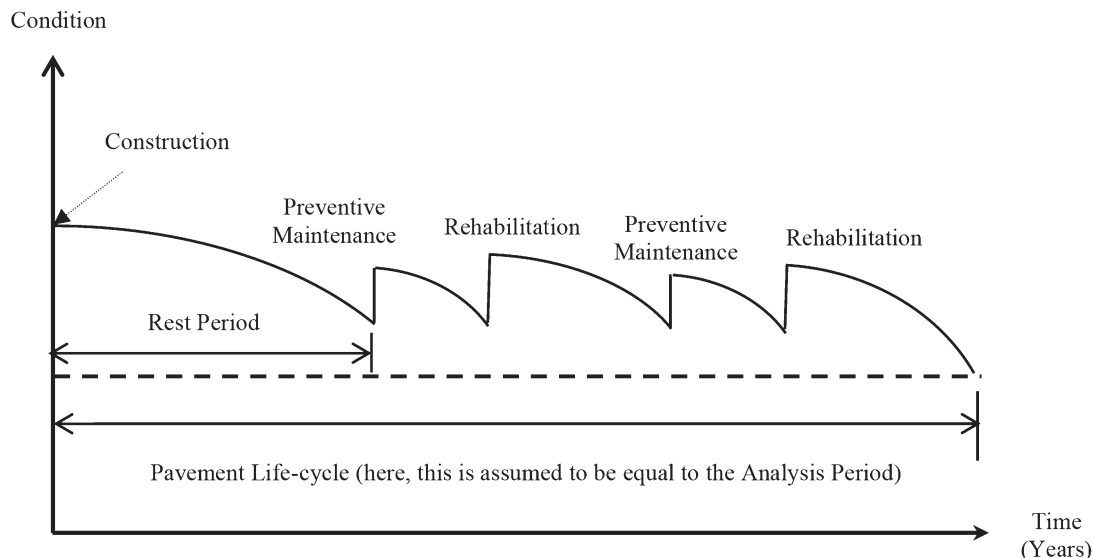 Condition
Construction
Preventive
Maintenance
Rehabilitation
Preventive
Maintenance
Rehabilitation
Rest Period
Pavement Life-cycle (here, this is assumed to be equal to the Analysis Period)
Time
(Years)